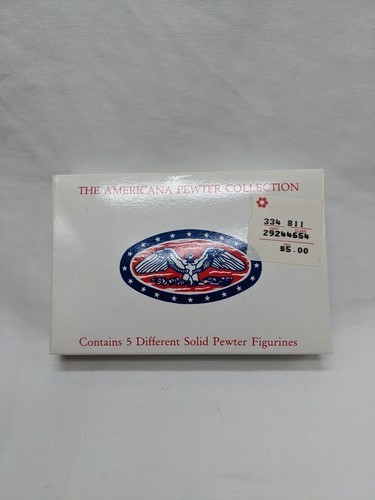 THE AMERICANA PEWTER COLLECTION
334 811
29244654
$5.00
Contains 5 Different Solid Pewter Figurines